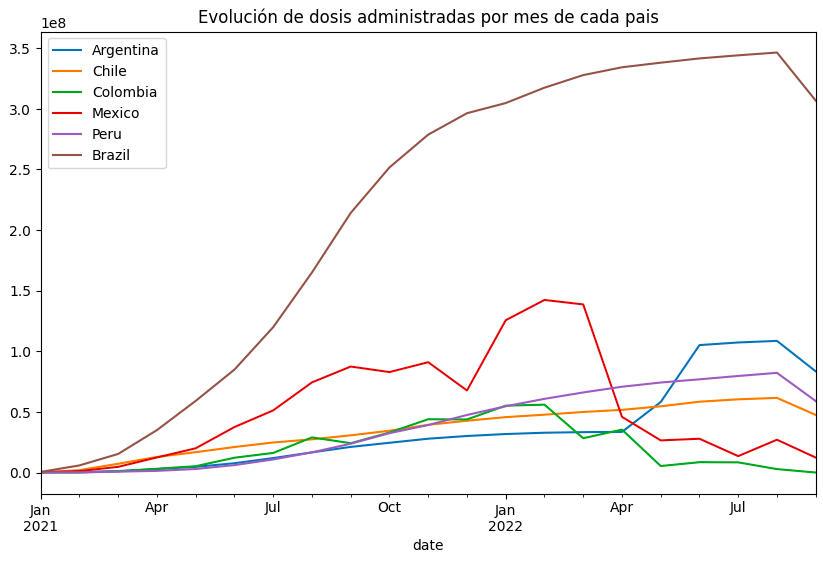 Evolución de dosis administradas por mes de cada pais
1e8
3.5
3.0
2.5
2.0
1.5
1.0
0.5
0.0
Argentina
Chile
Colombia
Mexico
Peru
Brazil
Jan
2021
Apr
Jul
Oct
Jan
2022
Apr
Jul
date